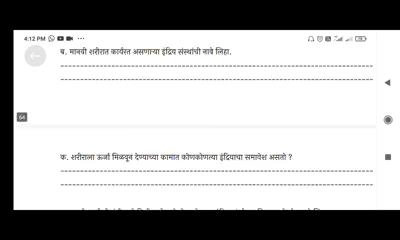 4:12 PM
ब. मानवी शरीरात कार्यरत असणाऱ्या इंद्रिय संस्थांची नावे लिहा.
64
क. शरीराला ऊर्जा मिळवून देण्याच्या कामात कोणकोणत्या इंद्रियाचा समावेश असतो ?